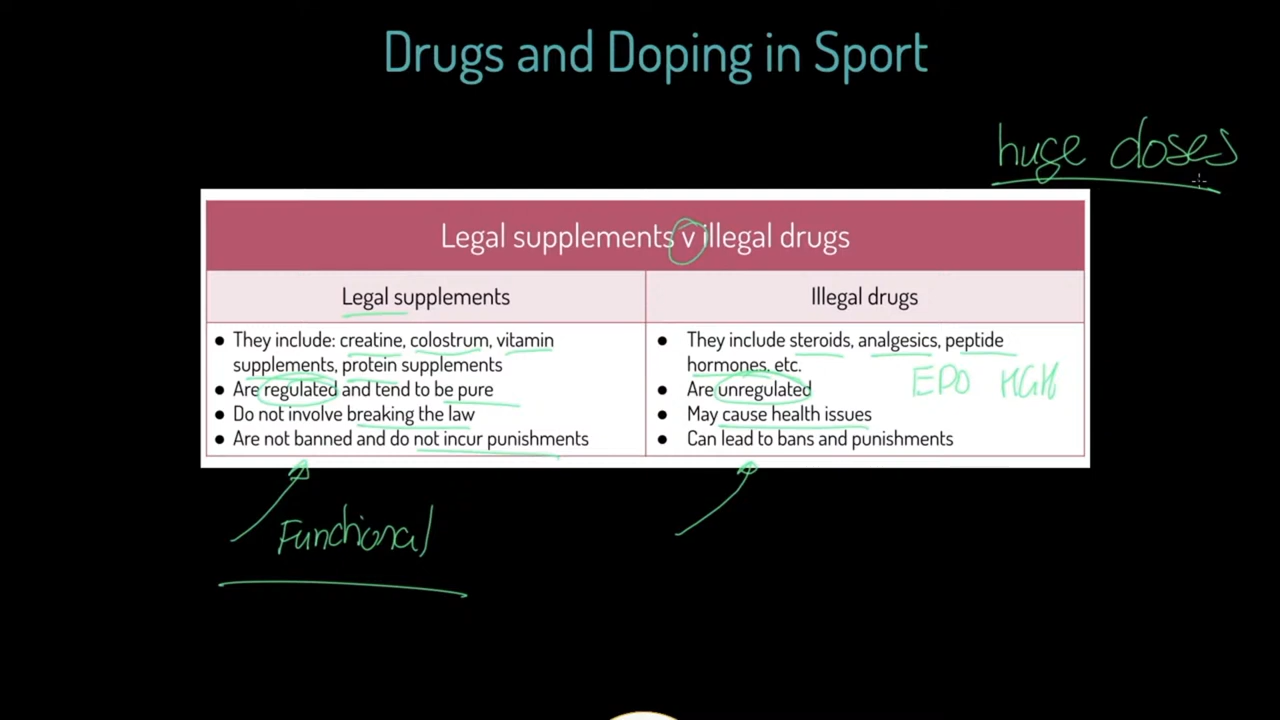 Drugs and Doping in Sport
huge doses
Legal supplements v illegal drugs
Legal supplements
● They include: creatine, colostrum, vitamin
supplements, protein supplements
● Are regulated and tend to be pure
● Do not involve breaking the law
● Are not banned and do not incur punishments
Illegal drugs
● They include steroids, analgesics, peptide
hormones, etc.
EPO HGH
● Are unregulated
● May cause health issues
● Can lead to bans and punishments
Functional